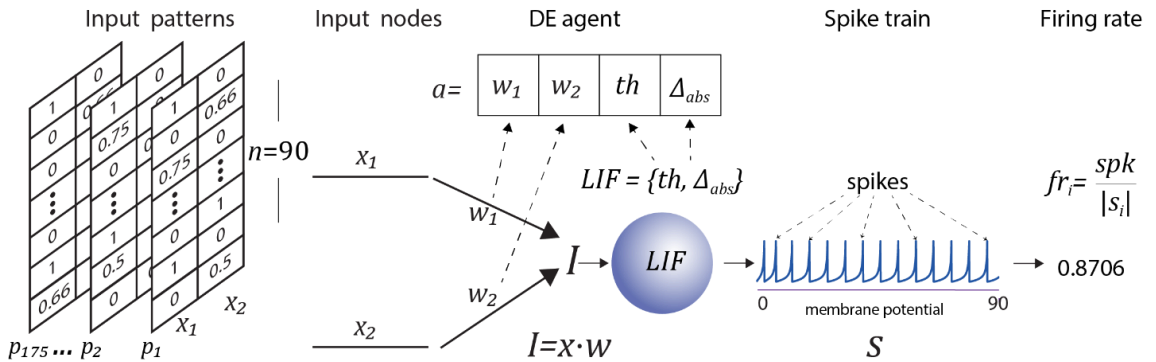 Input patterns
Input nodes
DE agent
Spike train
Firing rate
a= w₁ w₂ th Δabs
n=90
x₁
LIF = {th, Δabs}
w₁
w₂
x₂
I
LIF
I=x·w
spikes
0 90
membrane potential
S
frᵢ= spk
|sᵢ|
0.8706
1 0
0
0
0
1
0.66
1
0.75
0
1
0.5
0
1 0.66
0 0
0.75
1
0 0
1 0.5
0
x₁ x₂
p₁₇₅ ... p₂ p₁